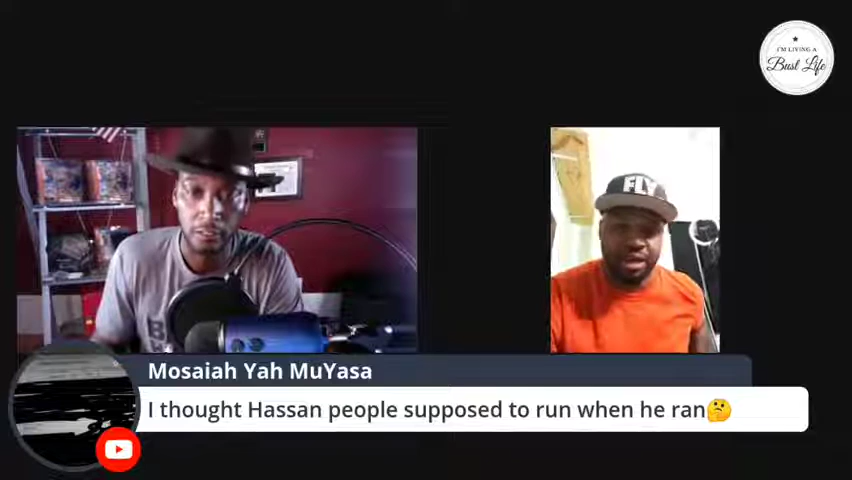 I'M LIVING A
Bust Life
FLY
Mosaiah Yah MuYasa
I thought Hassan people supposed to run when he ran🤔